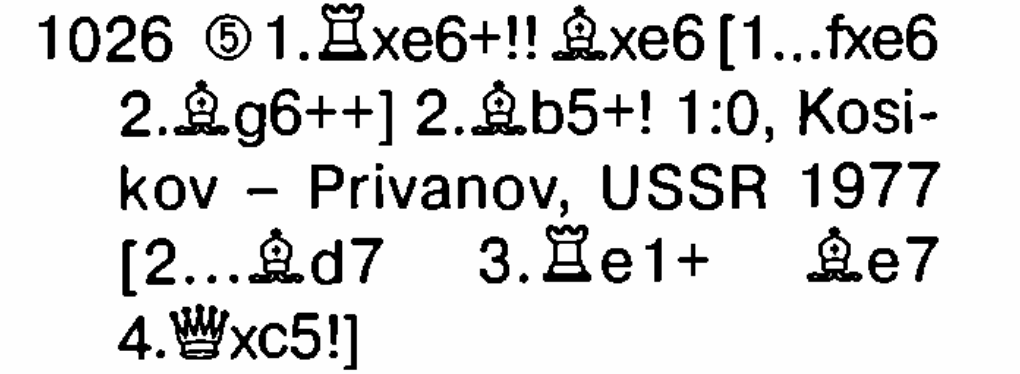 1026 ⑤ 1.♖xe6+!! ♗xe6 [1...fxe6
2.♗g6++] 2.♗b5+! 1:0, Kosi-
kov – Privanov, USSR 1977
[2...♗d7 3.♖e1+ ♗e7
4.♕xc5!]